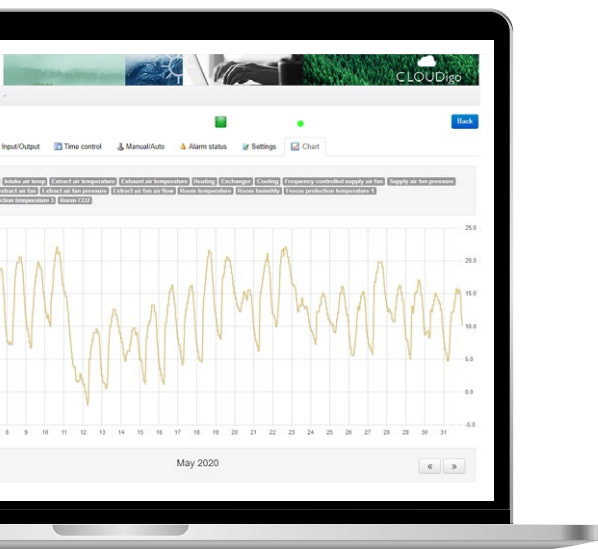 CLOUDigo
Back
Input/Output Time control Manual/Auto Alarm status Settings Chart
Intake air temp Extract air temperature Exhaust air temperature Heating Exchanger Cooling Frequency controlled supply air fan Supply air fan pressure
extract air fan Extract air fan pressure Extract air fan air flow Room temperature Room humidity Freeze protection temperature 1
ction temperature 3 Room CO2
25.0
20.0
15.0
10.0
5.0
0.0
-5.0
8 9 10 11 12 13 14 15 16 17 18 19 20 21 22 23 24 25 26 27 28 29 30 31
May 2020
« »